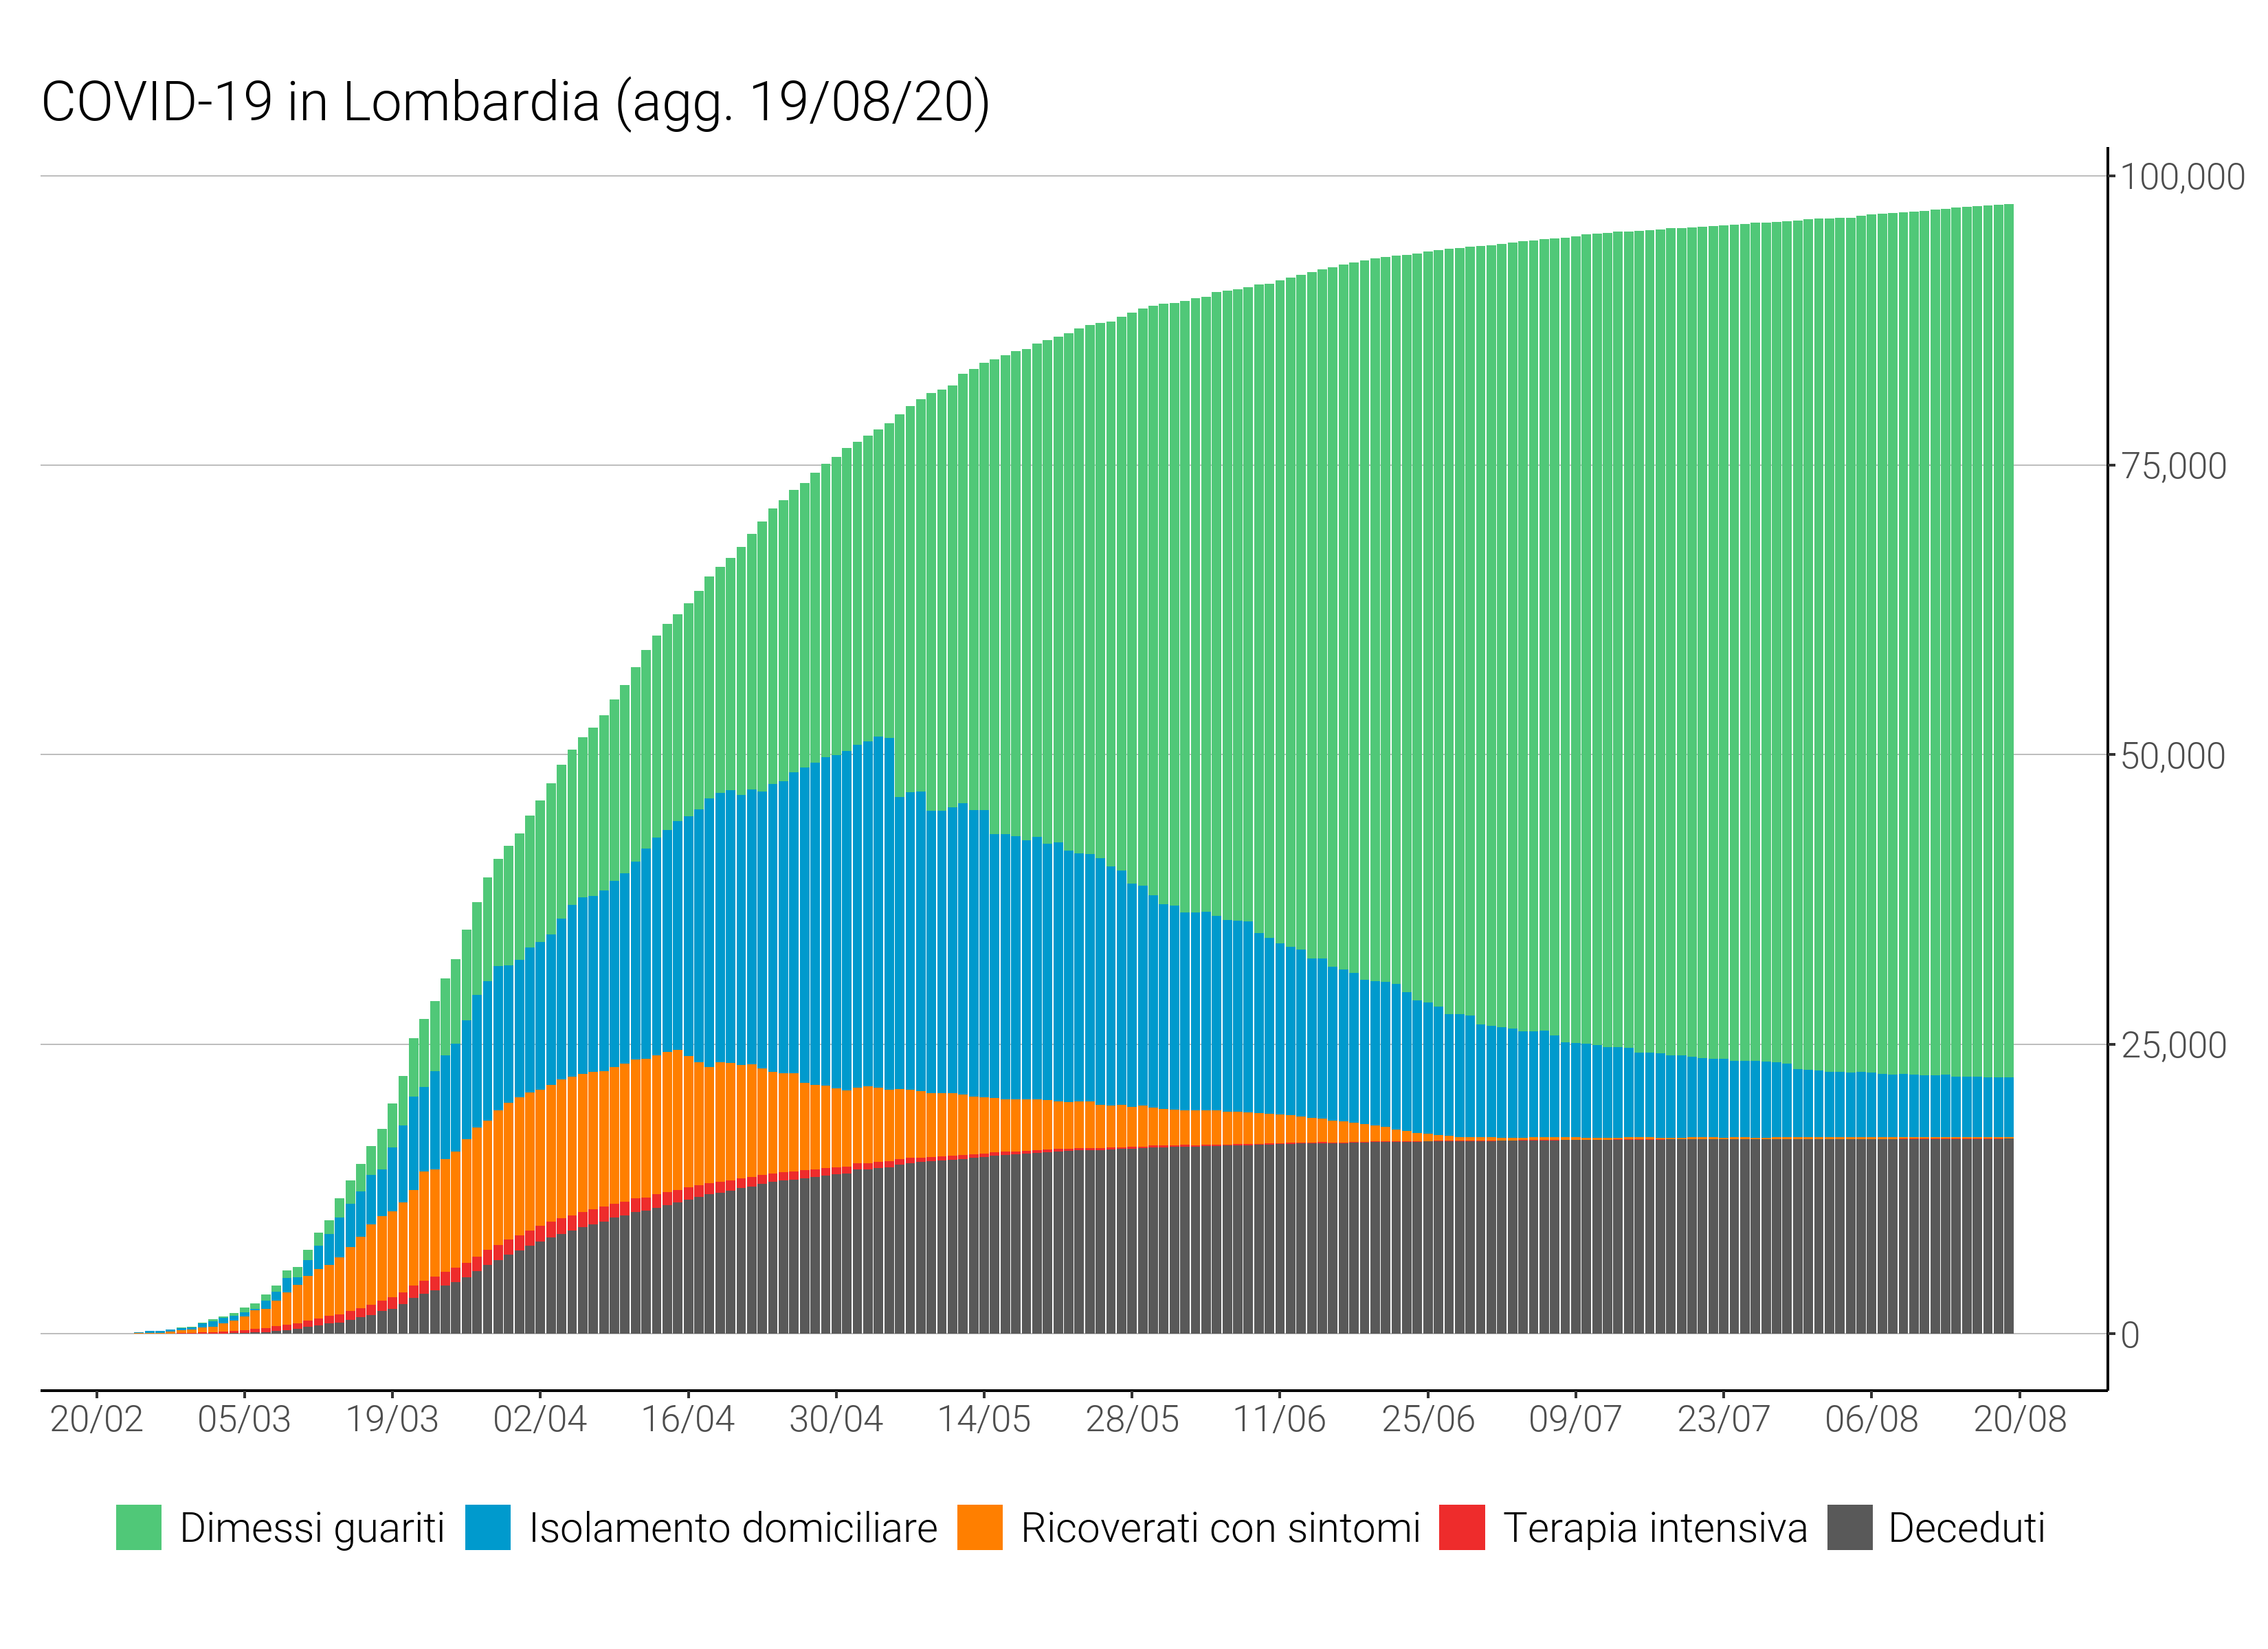 COVID-19 in Lombardia (agg. 19/08/20)
100,000
75,000
50,000
25,000
0
20/02 05/03 19/03 02/04 16/04 30/04 14/05 28/05 11/06 25/06 09/07 23/07 06/08 20/08
Dimessi guariti Isolamento domiciliare Ricoverati con sintomi Terapia intensiva Deceduti